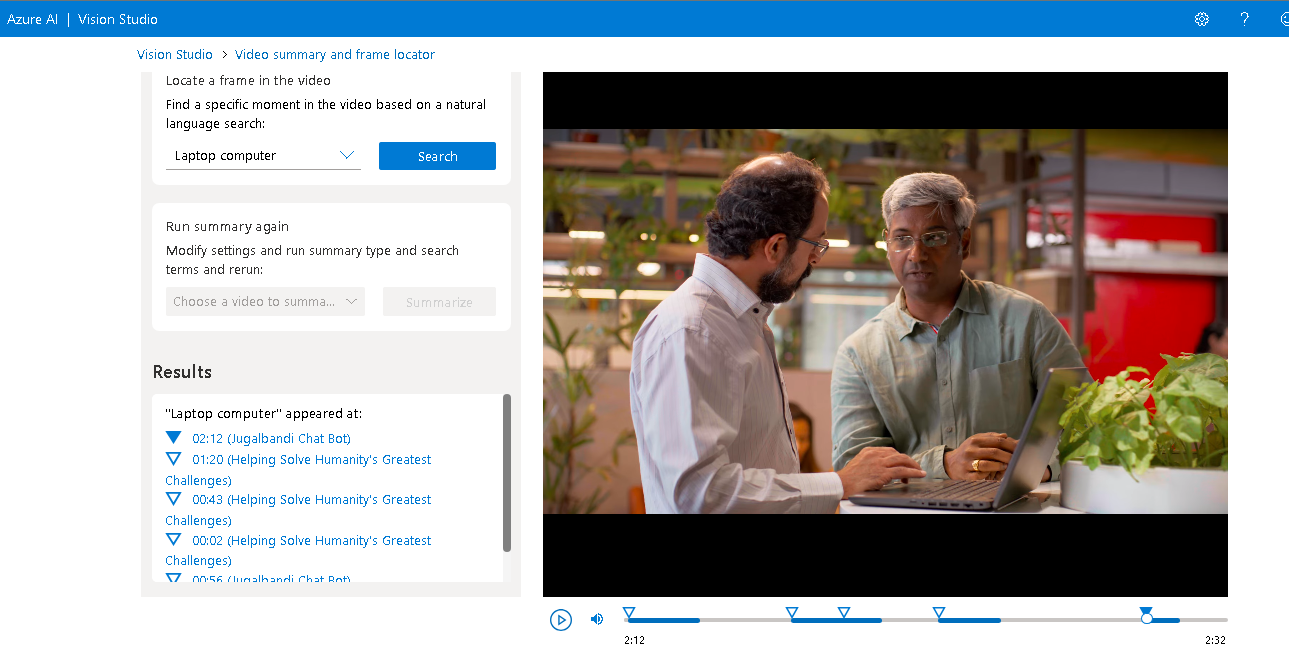 Azure AI | Vision Studio
Vision Studio > Video summary and frame locator
Locate a frame in the video
Find a specific moment in the video based on a natural
language search:
Laptop computer
Search
Run summary again
Modify settings and run summary type and search
terms and rerun:
Choose a video to summa...
Summarize
Results
"Laptop computer" appeared at:
02:12 (Jugalbandi Chat Bot)
01:20 (Helping Solve Humanity's Greatest
Challenges)
00:43 (Helping Solve Humanity's Greatest
Challenges)
00:02 (Helping Solve Humanity's Greatest
Challenges)
00:56 (Jugalbandi Chat Bot)
2:12
2:32